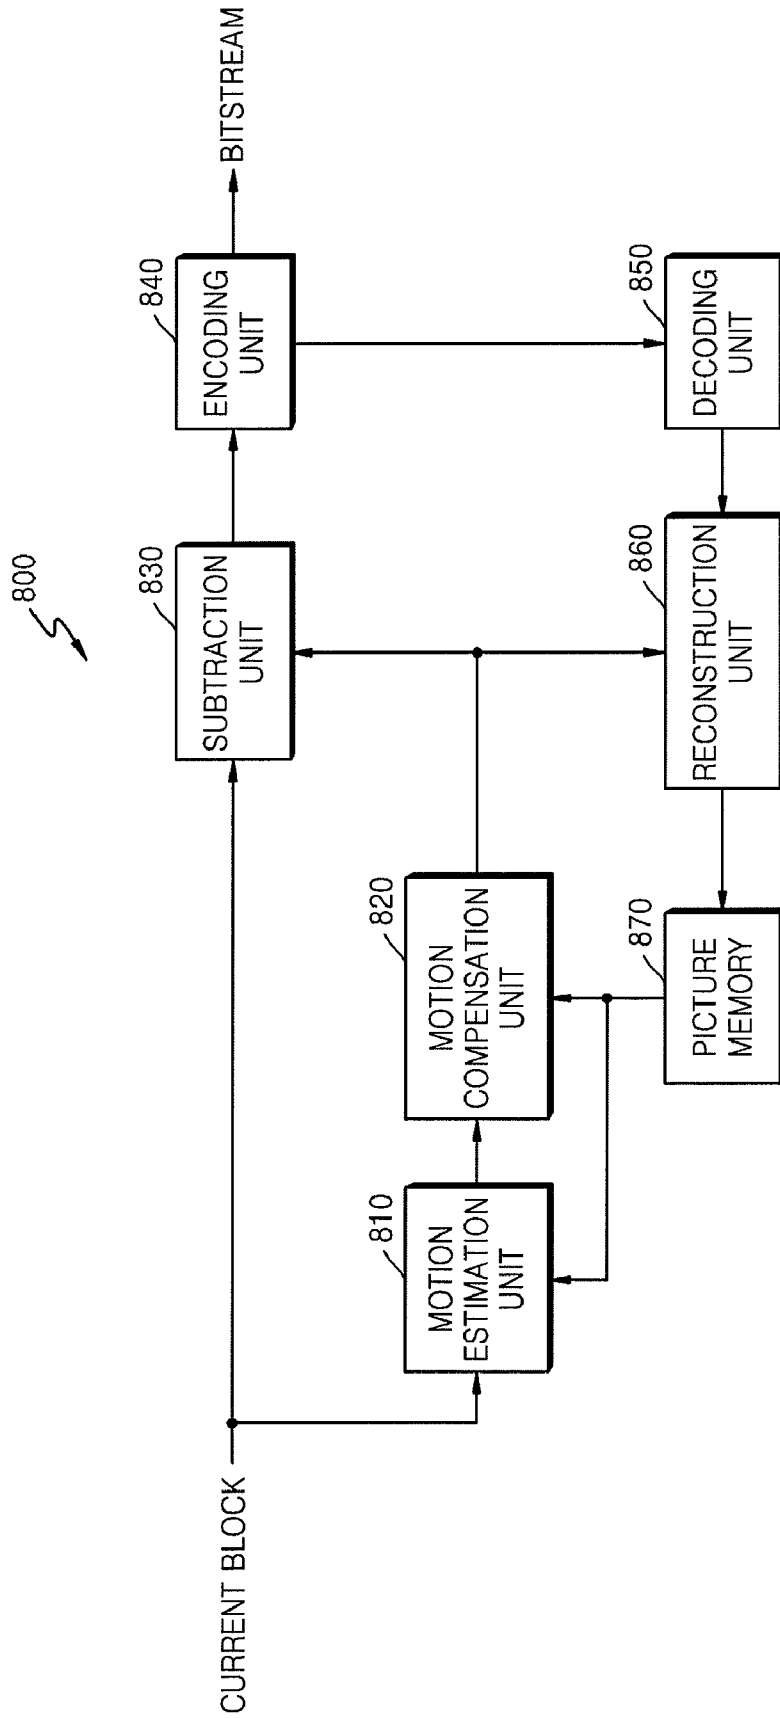 800
CURRENT BLOCK
830
SUBTRACTION
UNIT
840
ENCODING
UNIT
BITSTREAM
810
MOTION
ESTIMATION
UNIT
820
MOTION
COMPENSATION
UNIT
870
PICTURE
MEMORY
860
RECONSTRUCTION
UNIT
850
DECODING
UNIT